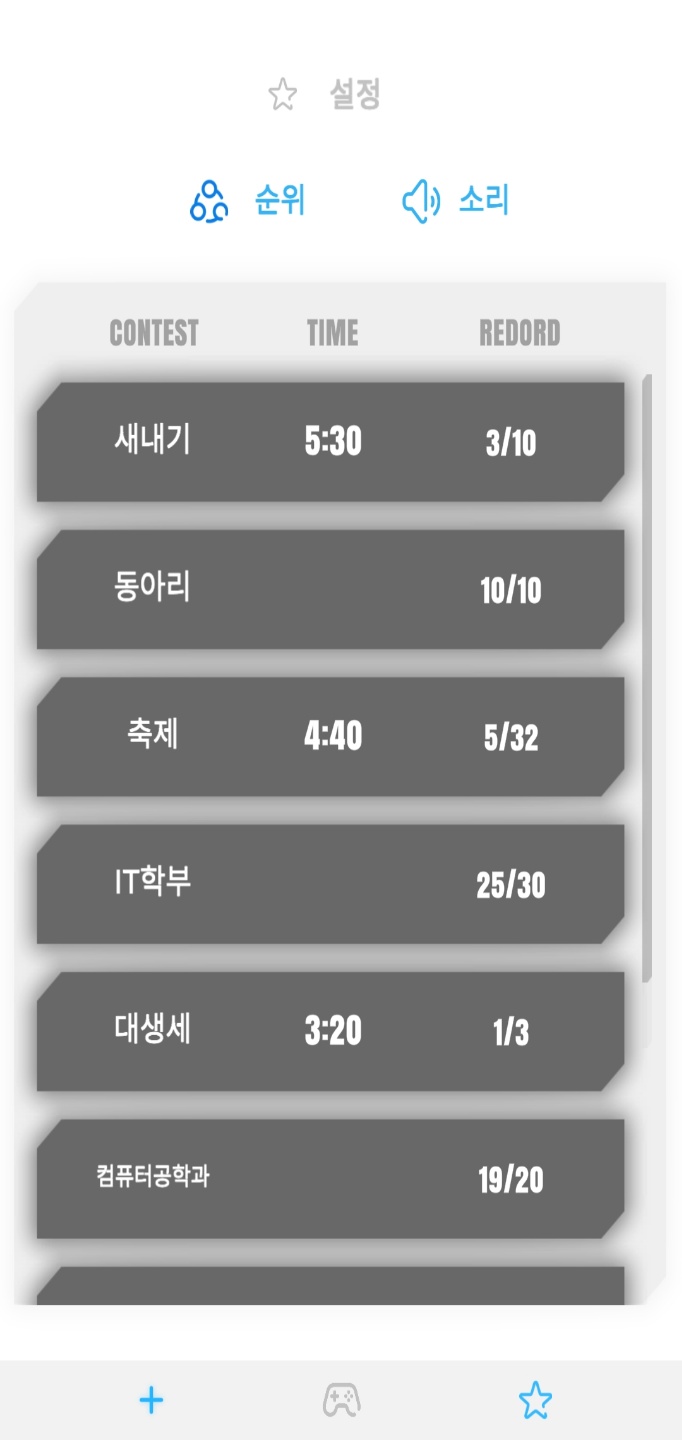 설정
순위 소리
CONTEST TIME REDORD
새내기 5:30 3/10
동아리 10/10
축제 4:40 5/32
IT학부 25/30
대생세 3:20 1/3
컴퓨터공학과 19/20